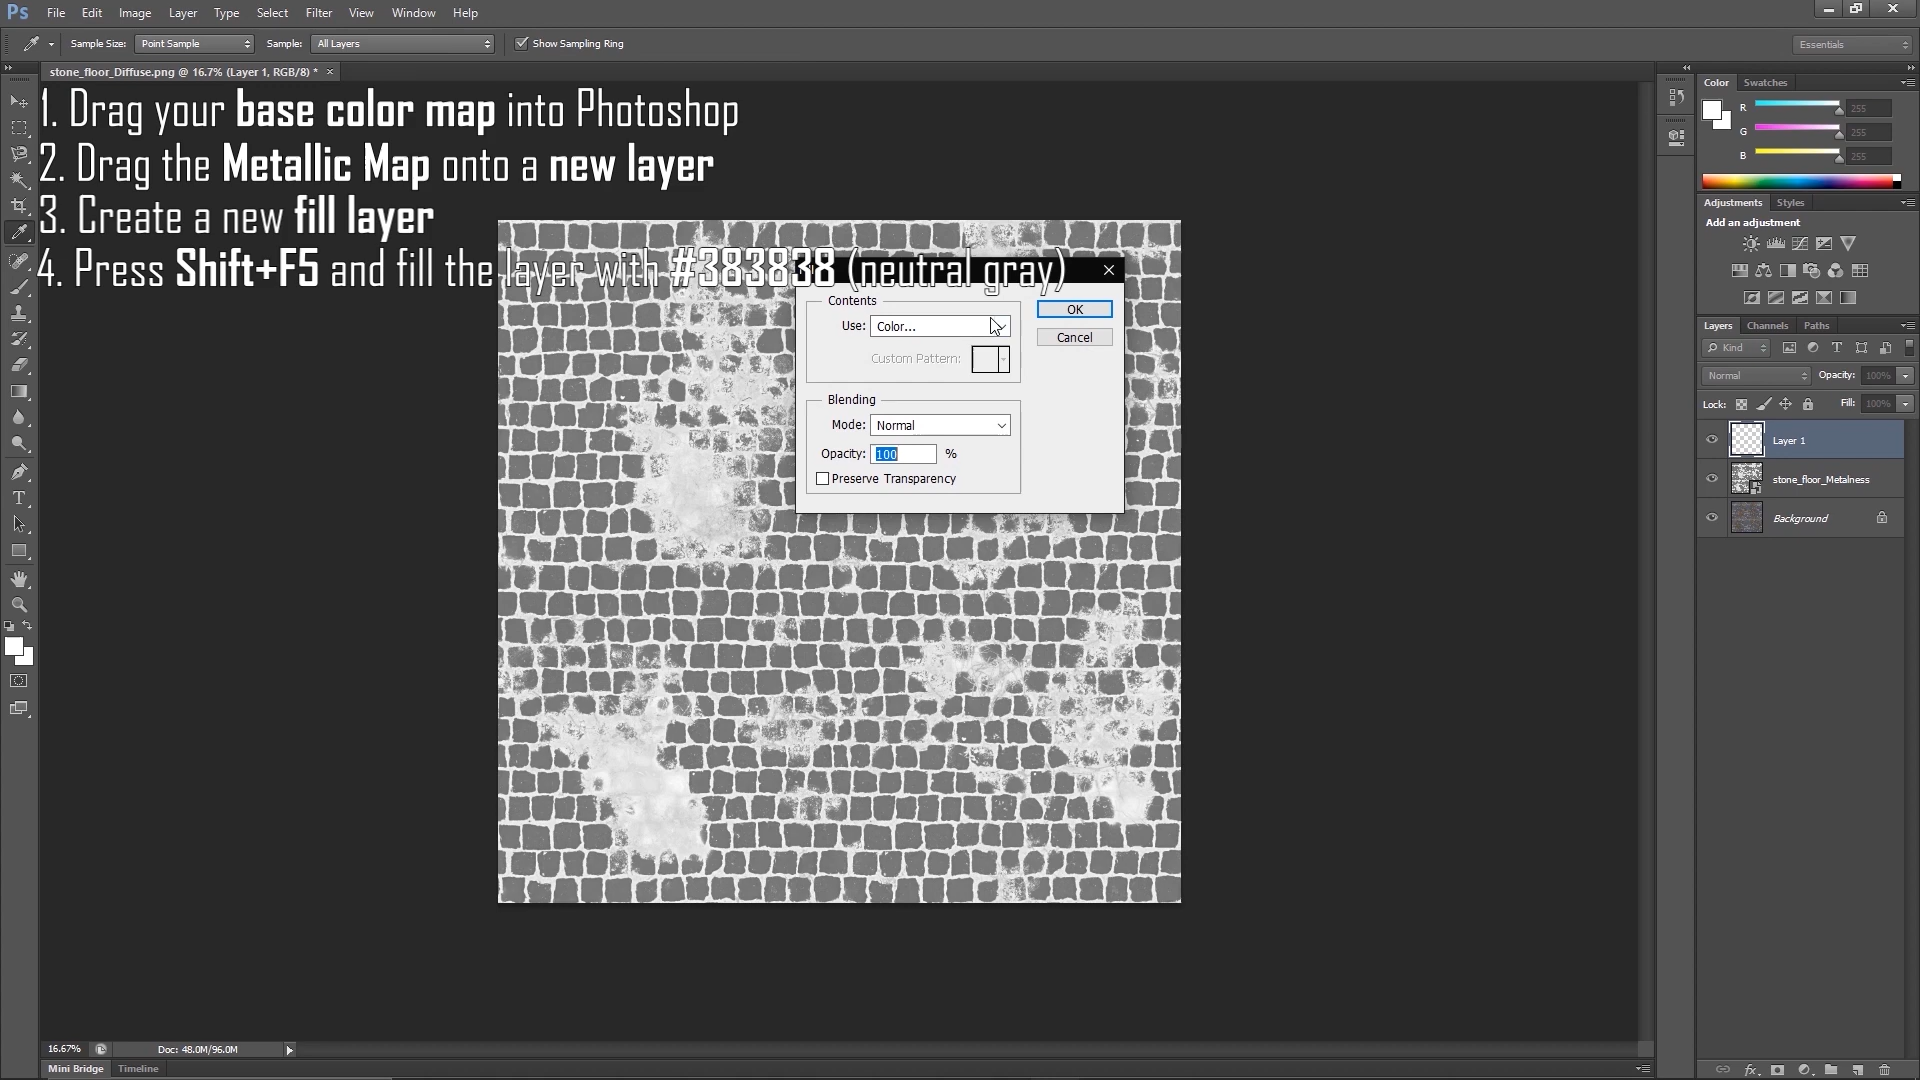 Ps File Edit Image Layer Type Select Filter View Window Help
Sample Size: Point Sample Sample: All Layers Show Sampling Ring Essentials
stone_floor_Diffuse.png @ 16.7% (Layer 1, RGB/8) * ×
1. Drag your base color map into Photoshop
2. Drag the Metallic Map onto a new layer
3. Create a new fill layer
4. Press Shift+F5 and fill the layer with #383838 (neutral gray)
Contents
Use: Color...
Custom Pattern:
OK
Cancel
Blending
Mode: Normal
Opacity: 100 %
Preserve Transparency
Color Swatches
R 255
G 255
B 255
Adjustments Styles
Add an adjustment
Layers Channels Paths
Kind
Normal Opacity: 100%
Lock: Fill: 100%
Layer 1
stone_floor_Metalness
Background
16.67% Doc: 48.0M/96.0M
Mini Bridge Timeline